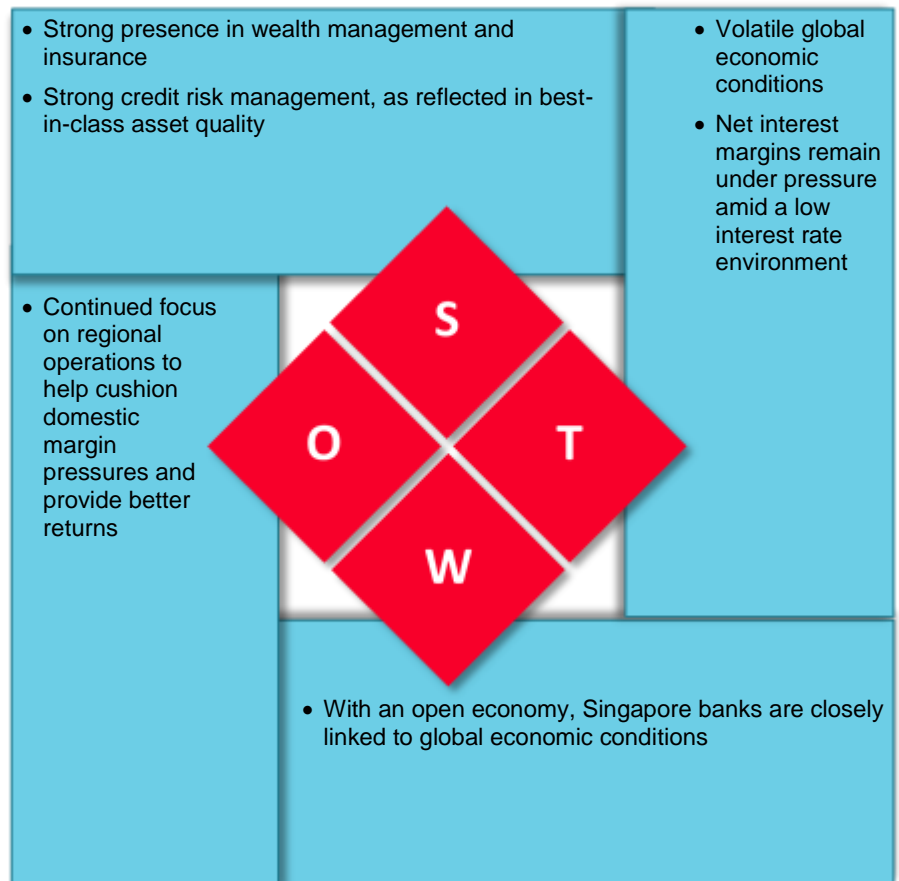 • Strong presence in wealth management and
insurance
• Strong credit risk management, as reflected in best-
in-class asset quality
• Volatile global
economic
conditions
• Net interest
margins remain
under pressure
amid a low
interest rate
environment
• Continued focus
on regional
operations to
help cushion
domestic
margin
pressures and
provide better
returns
S
O
T
W
• With an open economy, Singapore banks are closely
linked to global economic conditions